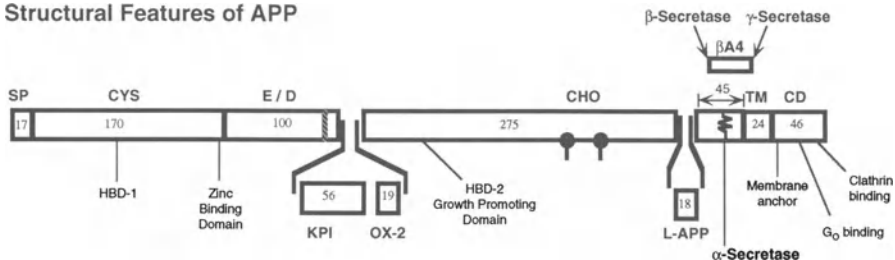 Structural Features of APP
β-Secretase γ-Secretase
βA4
SP CYS E / D CHO 45 TM CD
17 170 100 275 24 46
HBD-1
Zinc
Binding
Domain
56 19
KPI OX-2
HBD-2
Growth Promoting
Domain
18
L-APP
α-Secretase
Membrane
anchor
Clathrin
binding
GO binding